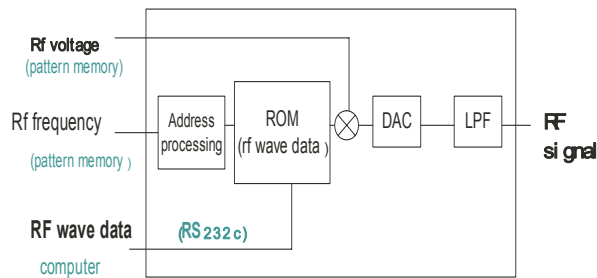 Rf voltage
(pattern memory)
Rf frequency
(pattern memory )
Address
processing
ROM
(rf wave data )
DAC
LPF
RF
si gnal
RF wave data
(RS 232 c)
computer